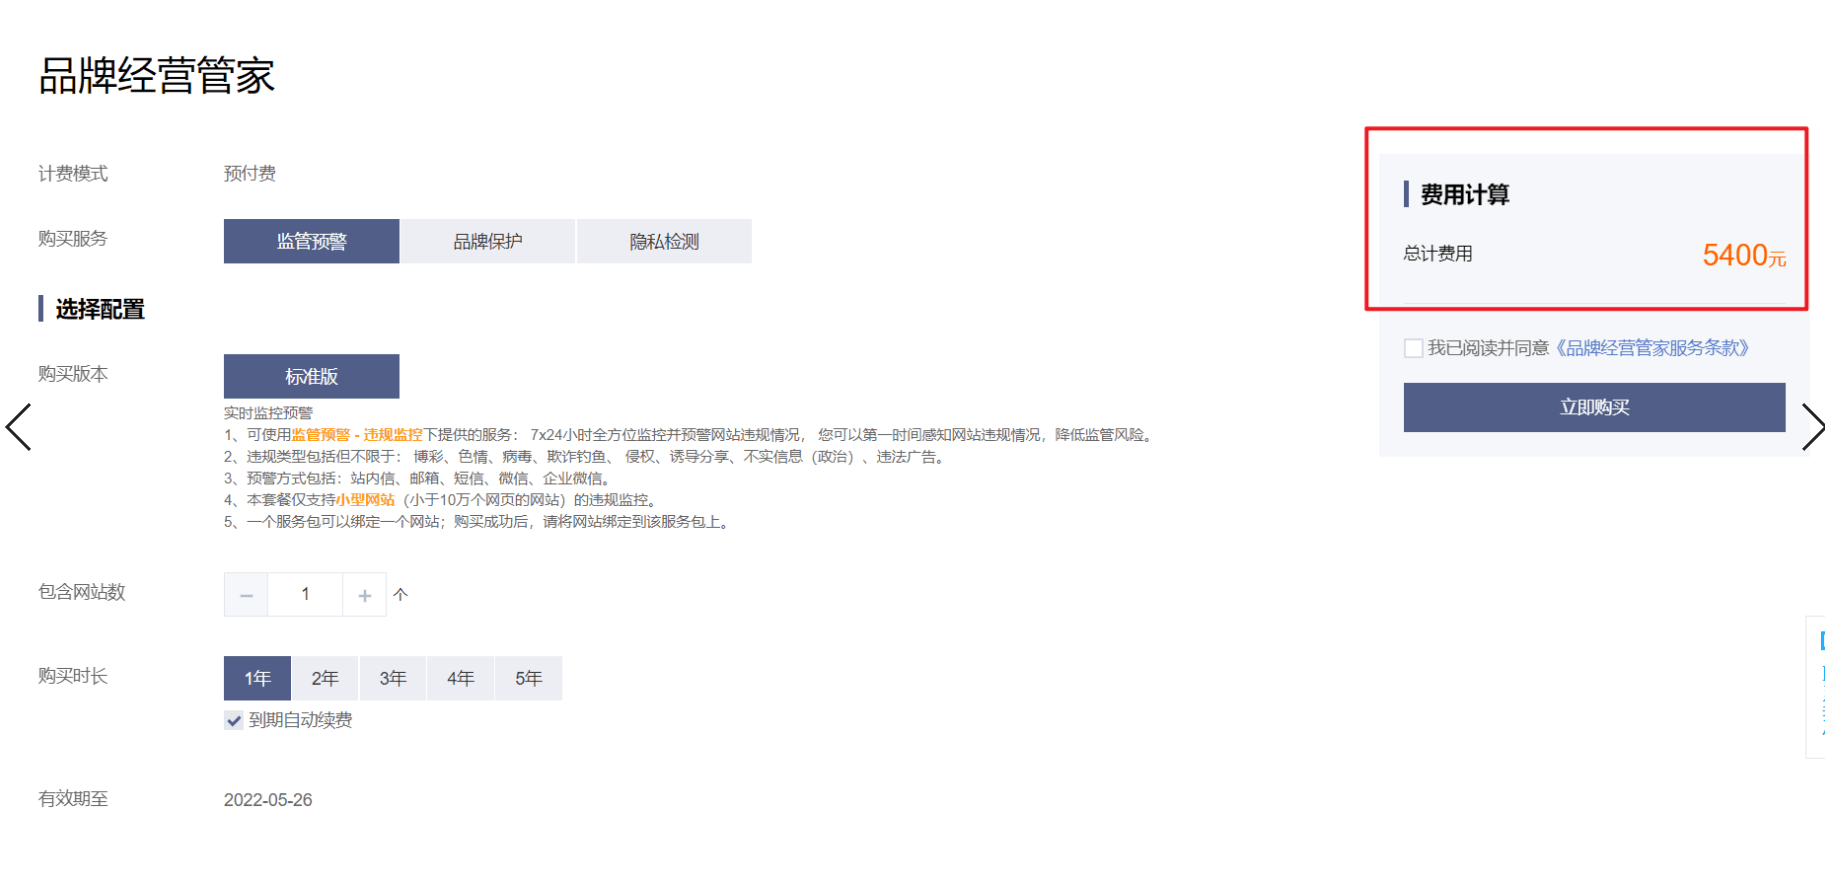 品牌经营管家
计费模式 预付费
购买服务 监管预警 品牌保护 隐私检测
选择配置
购买版本 标准版
实时监控预警
1、可使用监管预警 - 违规监控下提供的服务： 7x24小时全方位监控并预警网站违规情况， 您可以第一时间感知网站违规情况，降低监管风险。
2、违规类型包括但不限于： 博彩、色情、病毒、欺诈钓鱼、 侵权、诱导分享、不实信息（政治）、违法广告。
3、预警方式包括：站内信、邮箱、短信、微信、企业微信。
4、本套餐仅支持小型网站（小于10万个网页的网站）的违规监控。
5、一个服务包可以绑定一个网站；购买成功后，请将网站绑定到该服务包上。
包含网站数 − 1 + 个
购买时长 1年 2年 3年 4年 5年
到期自动续费
有效期至 2022-05-26
费用计算
总计费用 5400元
我已阅读并同意《品牌经营管家服务条款》
立即购买